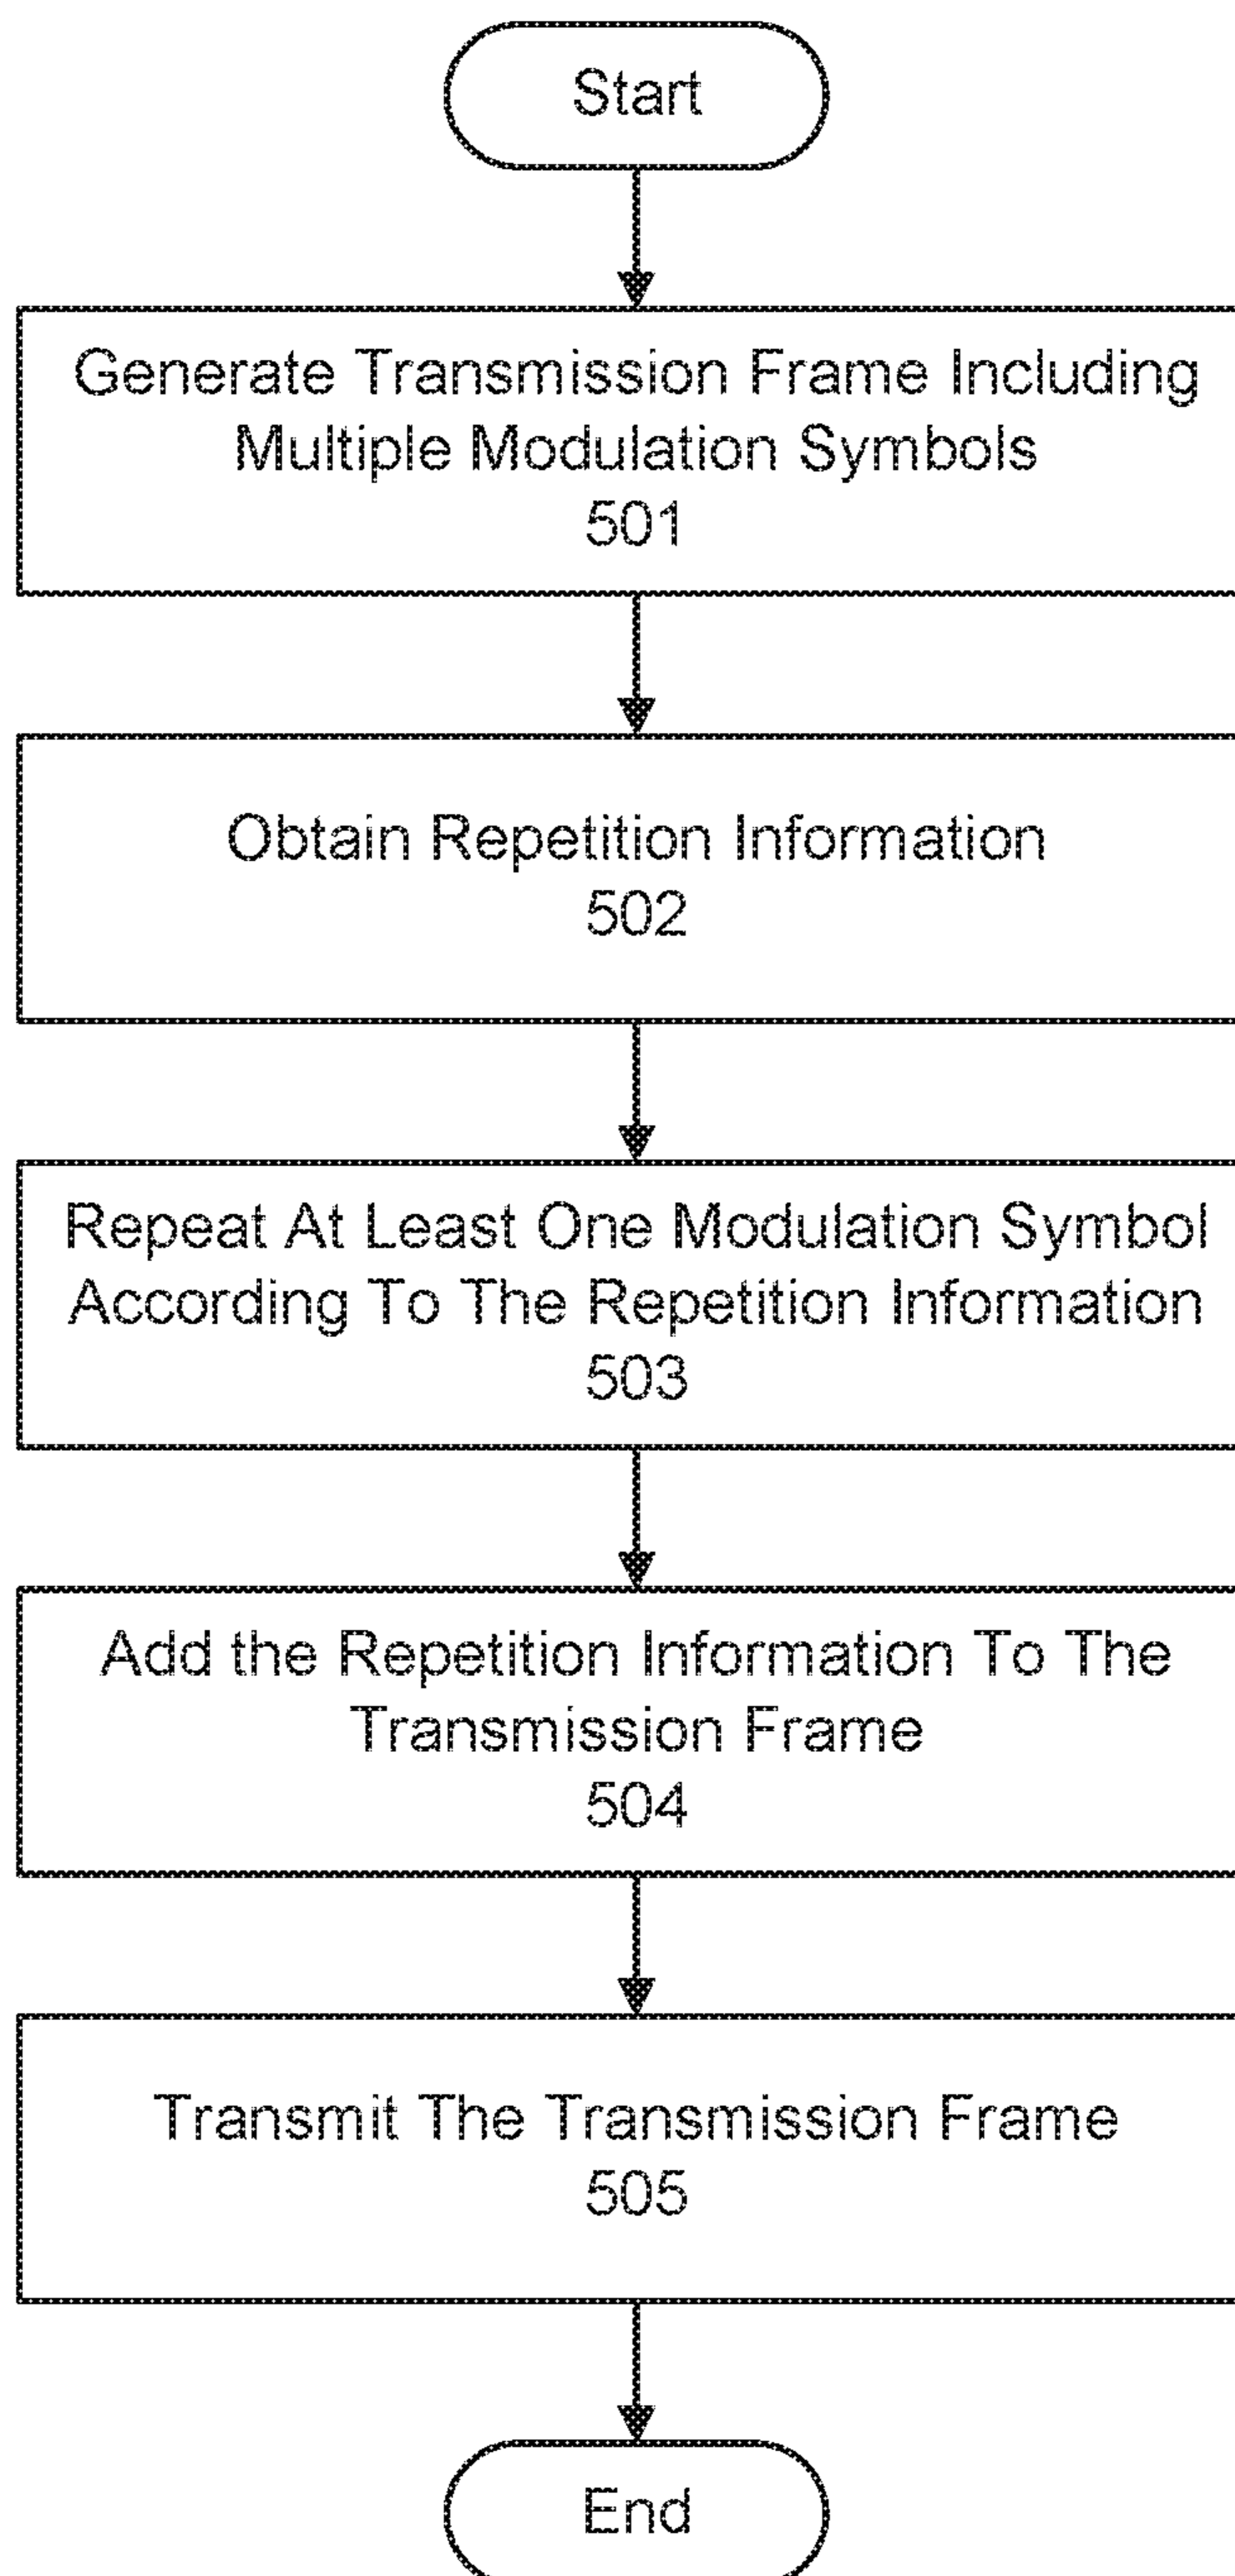 Start
Generate Transmission Frame Including
Multiple Modulation Symbols
501
Obtain Repetition Information
502
Repeat At Least One Modulation Symbol
According To The Repetition Information
503
Add the Repetition Information To The
Transmission Frame
504
Transmit The Transmission Frame
505
End